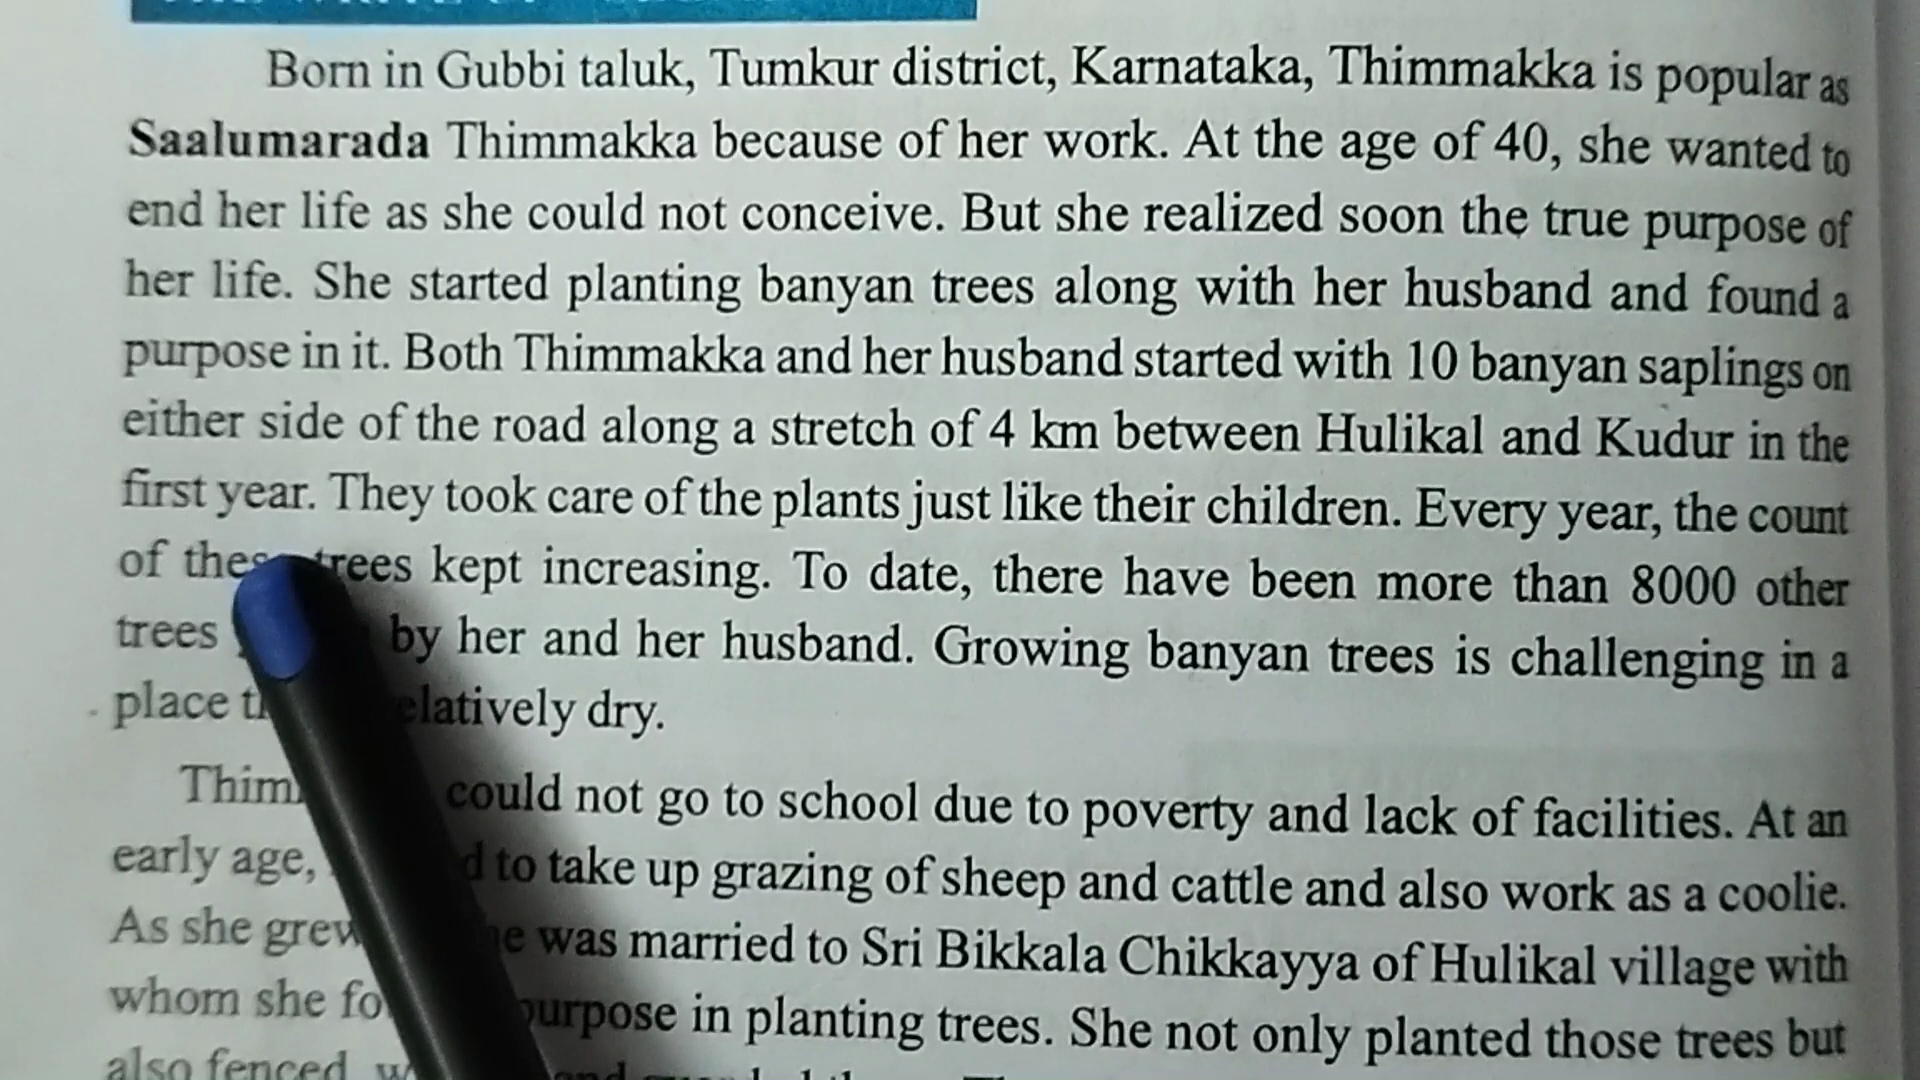 Born in Gubbi taluk, Tumkur district, Karnataka, Thimmakka is popular as
Saalumarada Thimmakka because of her work. At the age of 40, she wanted to
end her life as she could not conceive. But she realized soon the true purpose of
her life. She started planting banyan trees along with her husband and found a
purpose in it. Both Thimmakka and her husband started with 10 banyan saplings on
either side of the road along a stretch of 4 km between Hulikal and Kudur in the
first year. They took care of the plants just like their children. Every year, the count
of these trees kept increasing. To date, there have been more than 8000 other
trees by her and her husband. Growing banyan trees is challenging in a
place relatively dry.
could not go to school due to poverty and lack of facilities. At an
early age, to take up grazing of sheep and cattle and also work as a coolie.
As she grew was married to Sri Bikkala Chikkayya of Hulikal village with
whom she purpose in planting trees. She not only planted those trees but
also fenced